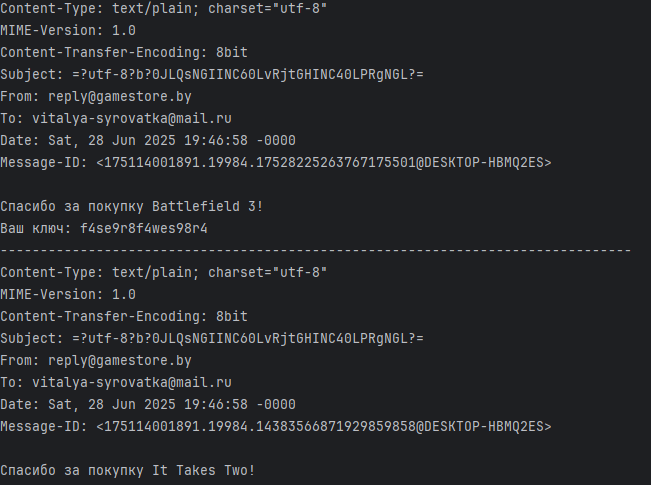 Content-Type: text/plain; charset="utf-8"
MIME-Version: 1.0
Content-Transfer-Encoding: 8bit
Subject: =?utf-8?b?0JLQsNGIINC60LvRjtGHINC40LPRgNGL?=
From: reply@gamestore.by
To: vitalya-syrovatka@mail.ru
Date: Sat, 28 Jun 2025 19:46:58 -0000
Message-ID: <175114001891.19984.17528225263767175501@DESKTOP-HBMQ2ES>
Спасибо за покупку Battlefield 3!
Ваш ключ: f4se9r8f4wes98r4
-------------------------------------------------------------------------------
Content-Type: text/plain; charset="utf-8"
MIME-Version: 1.0
Content-Transfer-Encoding: 8bit
Subject: =?utf-8?b?0JLQsNGIINC60LvRjtGHINC40LPRgNGL?=
From: reply@gamestore.by
To: vitalya-syrovatka@mail.ru
Date: Sat, 28 Jun 2025 19:46:58 -0000
Message-ID: <175114001891.19984.14383566871929859858@DESKTOP-HBMQ2ES>
Спасибо за покупку It Takes Two!